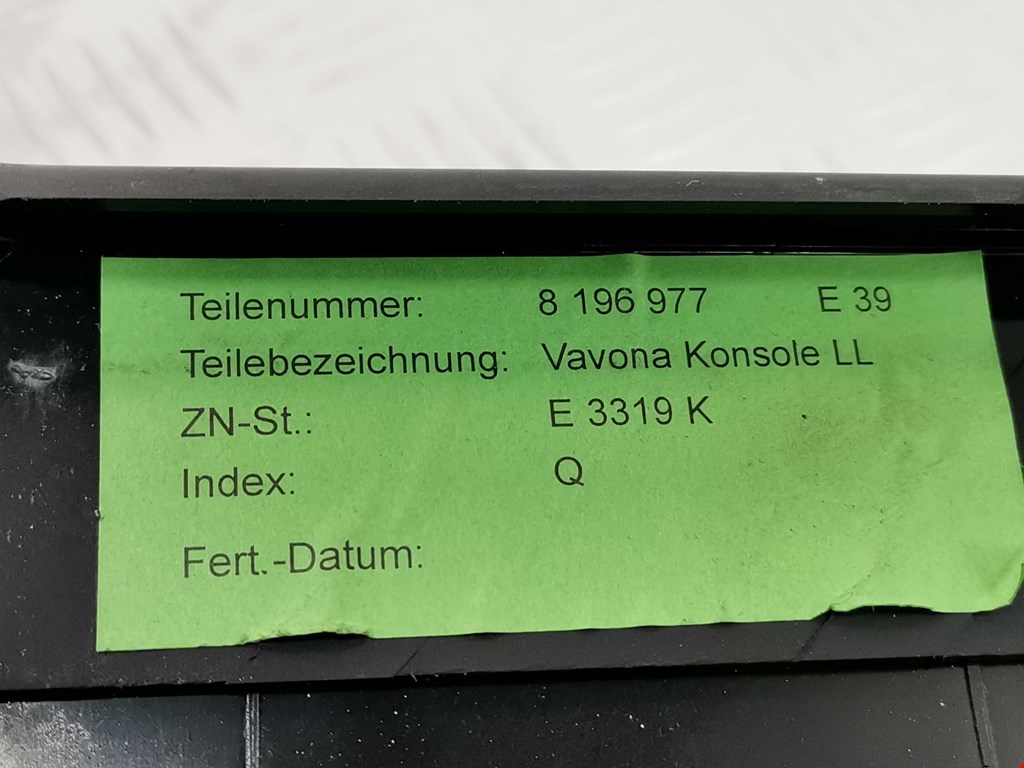 Teilenummer: 8 196 977 E 39
Teilebezeichnung: Vavona Konsole LL
ZN-St.: E 3319 K
Index: Q
Fert.-Datum: